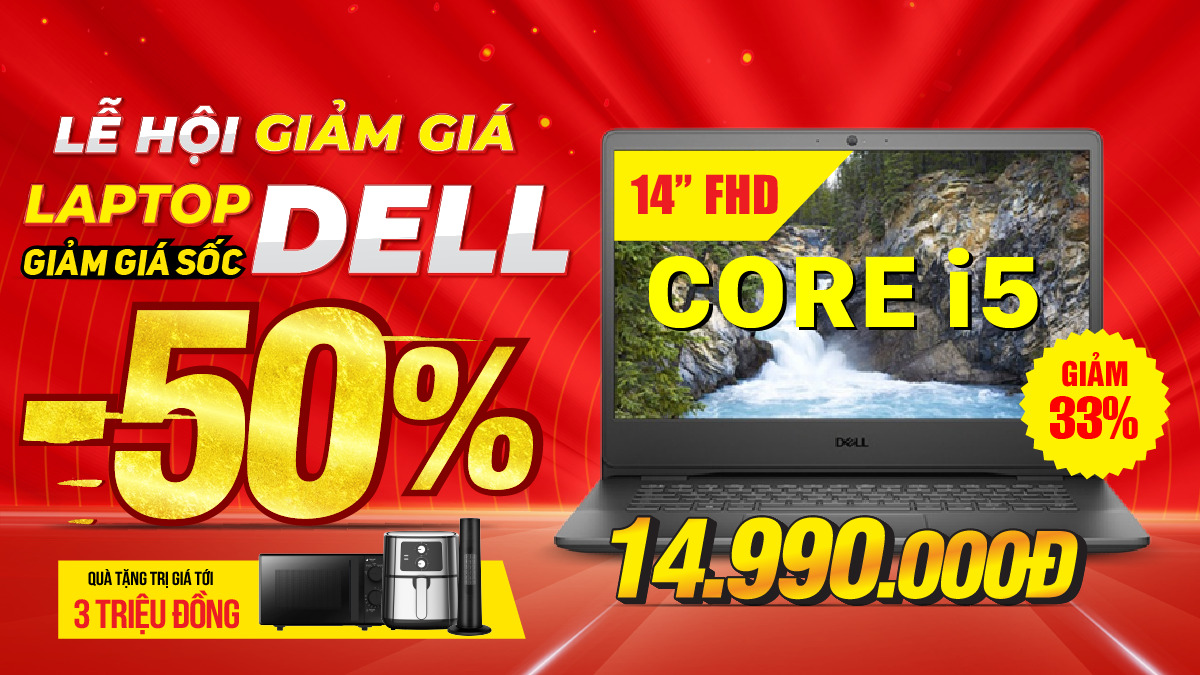 LỄ HỘI GIẢM GIÁ
LAPTOP DELL
GIẢM GIÁ SỐC
-50%
QUÀ TẶNG TRỊ GIÁ TỚI
3 TRIỆU ĐỒNG
14” FHD
CORE i5
GIẢM
33%
DELL
14.990.000Đ